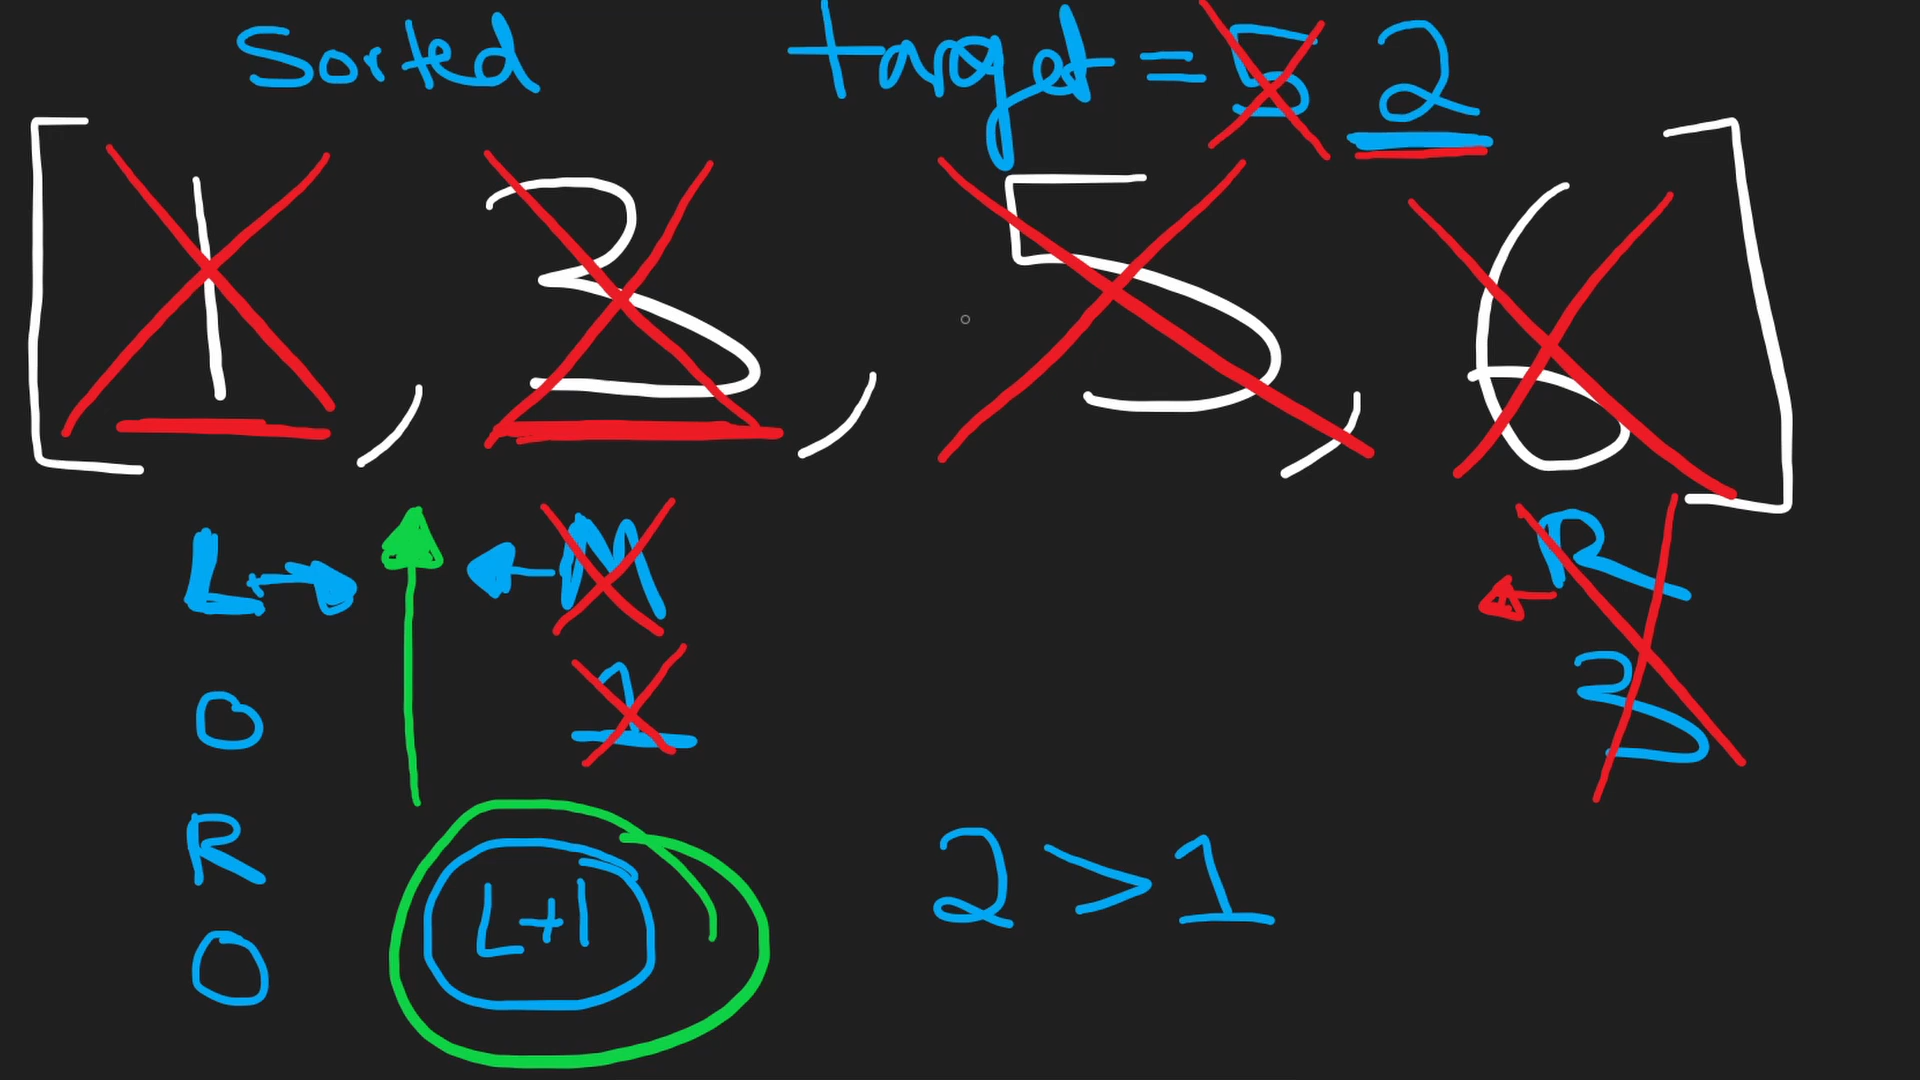 Sorted target = 5 2
[1, 3, 5, 6]
L M R
0 1 3
R
0 L+1 2 > 1